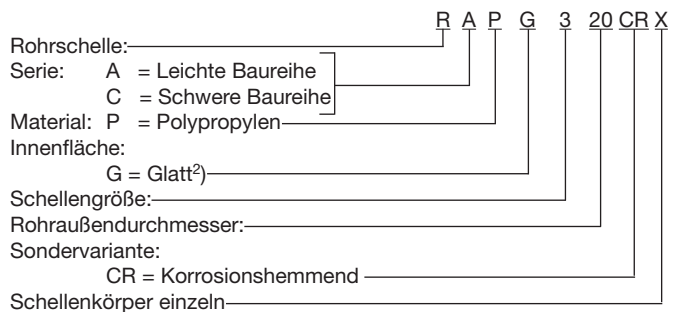 R A P G 3 20 CR X
Rohrschelle:
Serie: A = Leichte Baureihe
C = Schwere Baureihe
Material: P = Polypropylen
Innenfläche:
G = Glatt²)
Schellengröße:
Rohraußendurchmesser:
Sondervariante:
CR = Korrosionshemmend
Schellenkörper einzeln